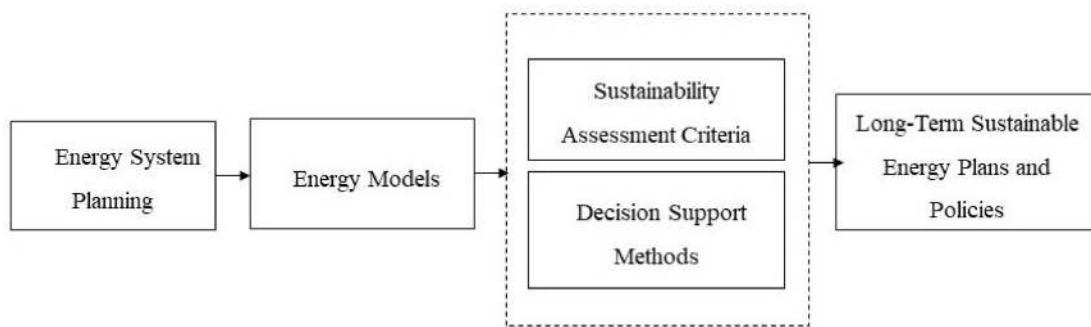 Energy System
Planning
Energy Models
Sustainability
Assessment Criteria
Decision Support
Methods
Long-Term Sustainable
Energy Plans and
Policies